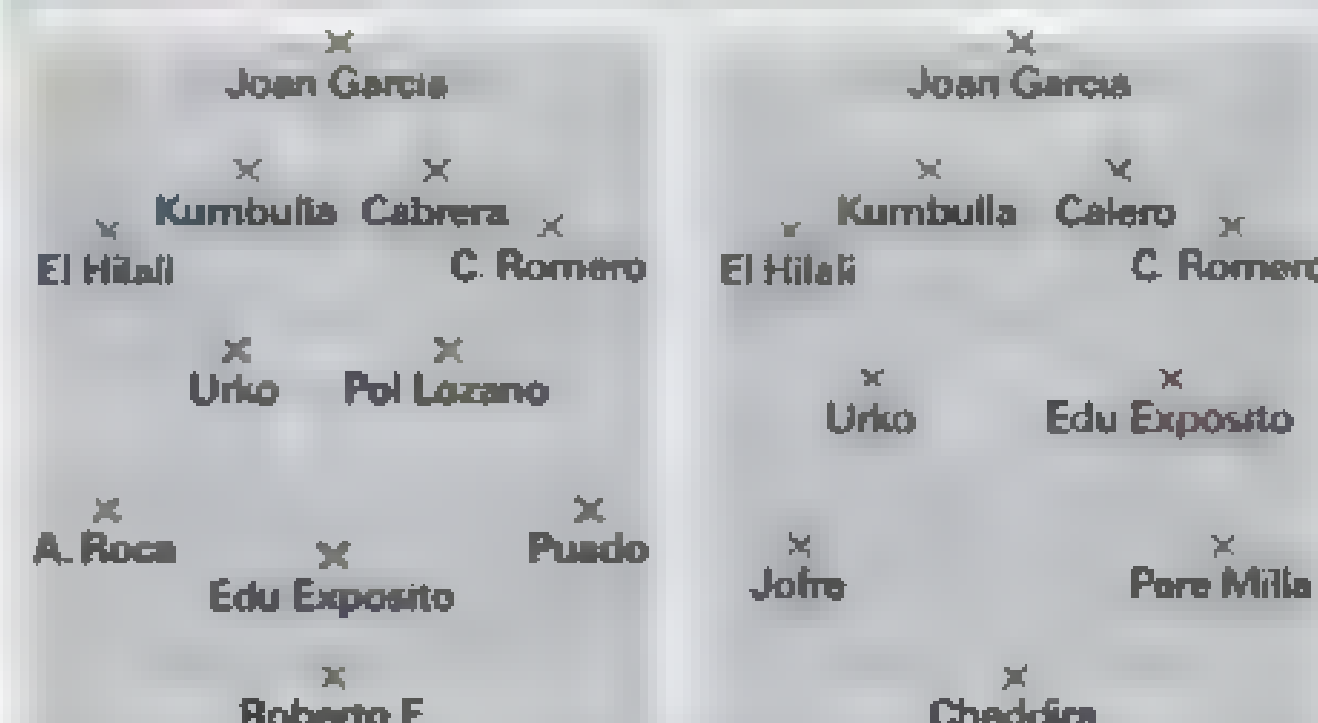 Joan Garcia
Kumbulla Cabrera
El Hilali C. Romero
Urko Pol Lozano
A. Roca Puado
Edu Exposito
Roberto F
Joan Garcia
Kumbulla Calero
El Hilali C. Romero
Urko Edu Exposito
Jofre Pere Milla
Cheddira